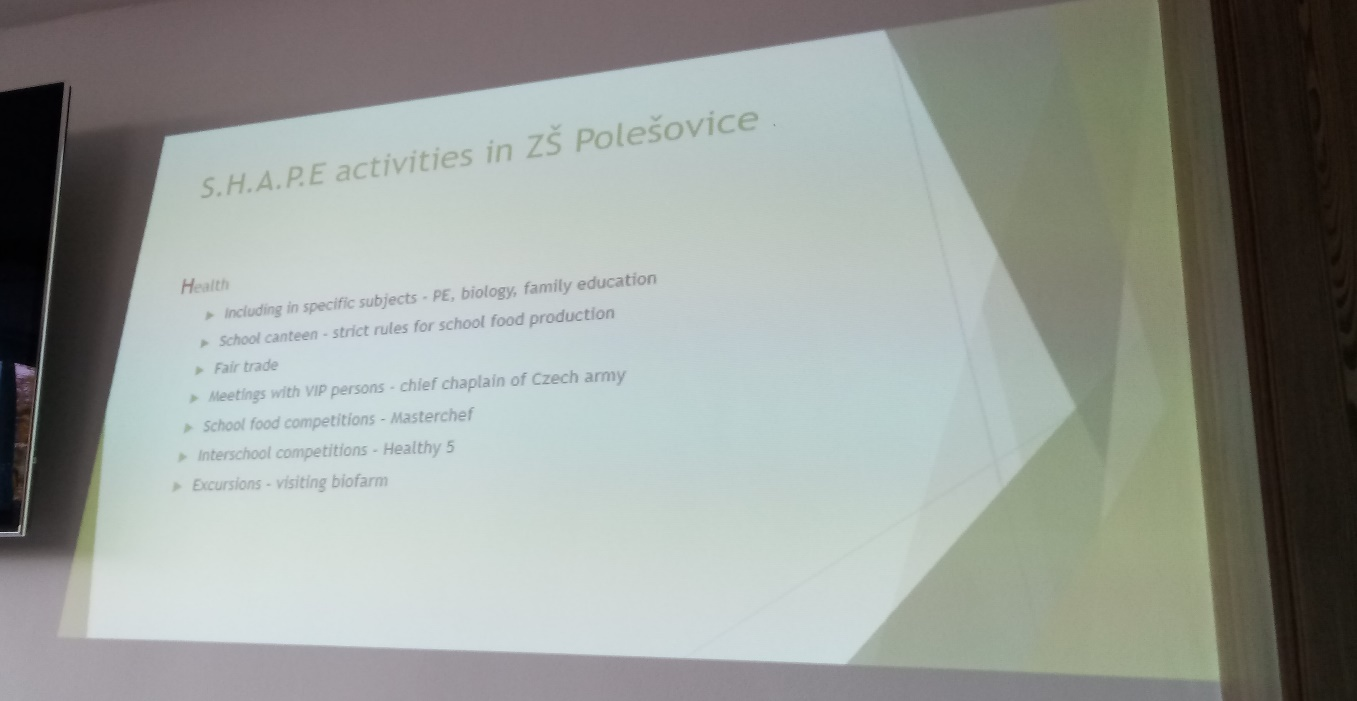 S.H.A.P.E activities in ZŠ Polešovice
Health
Including in specific subjects - PE, biology, family education
School canteen - strict rules for school food production
Fair trade
Meetings with VIP persons - chief chaplain of Czech army
School food competitions - Masterchef
Interschool competitions - Healthy 5
Excursions - visiting biofarm